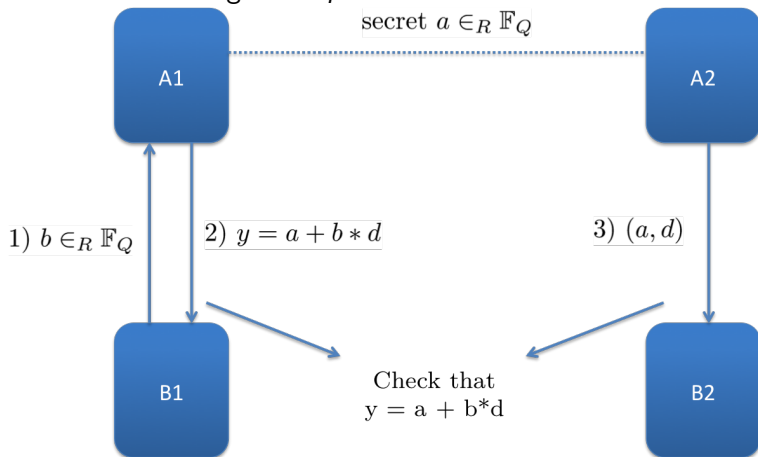 secret a ∈_R 𝔽_Q
A1
A2
1) b ∈_R 𝔽_Q
2) y = a + b ∗ d
3) (a, d)
B1
Check that
y = a + b*d
B2